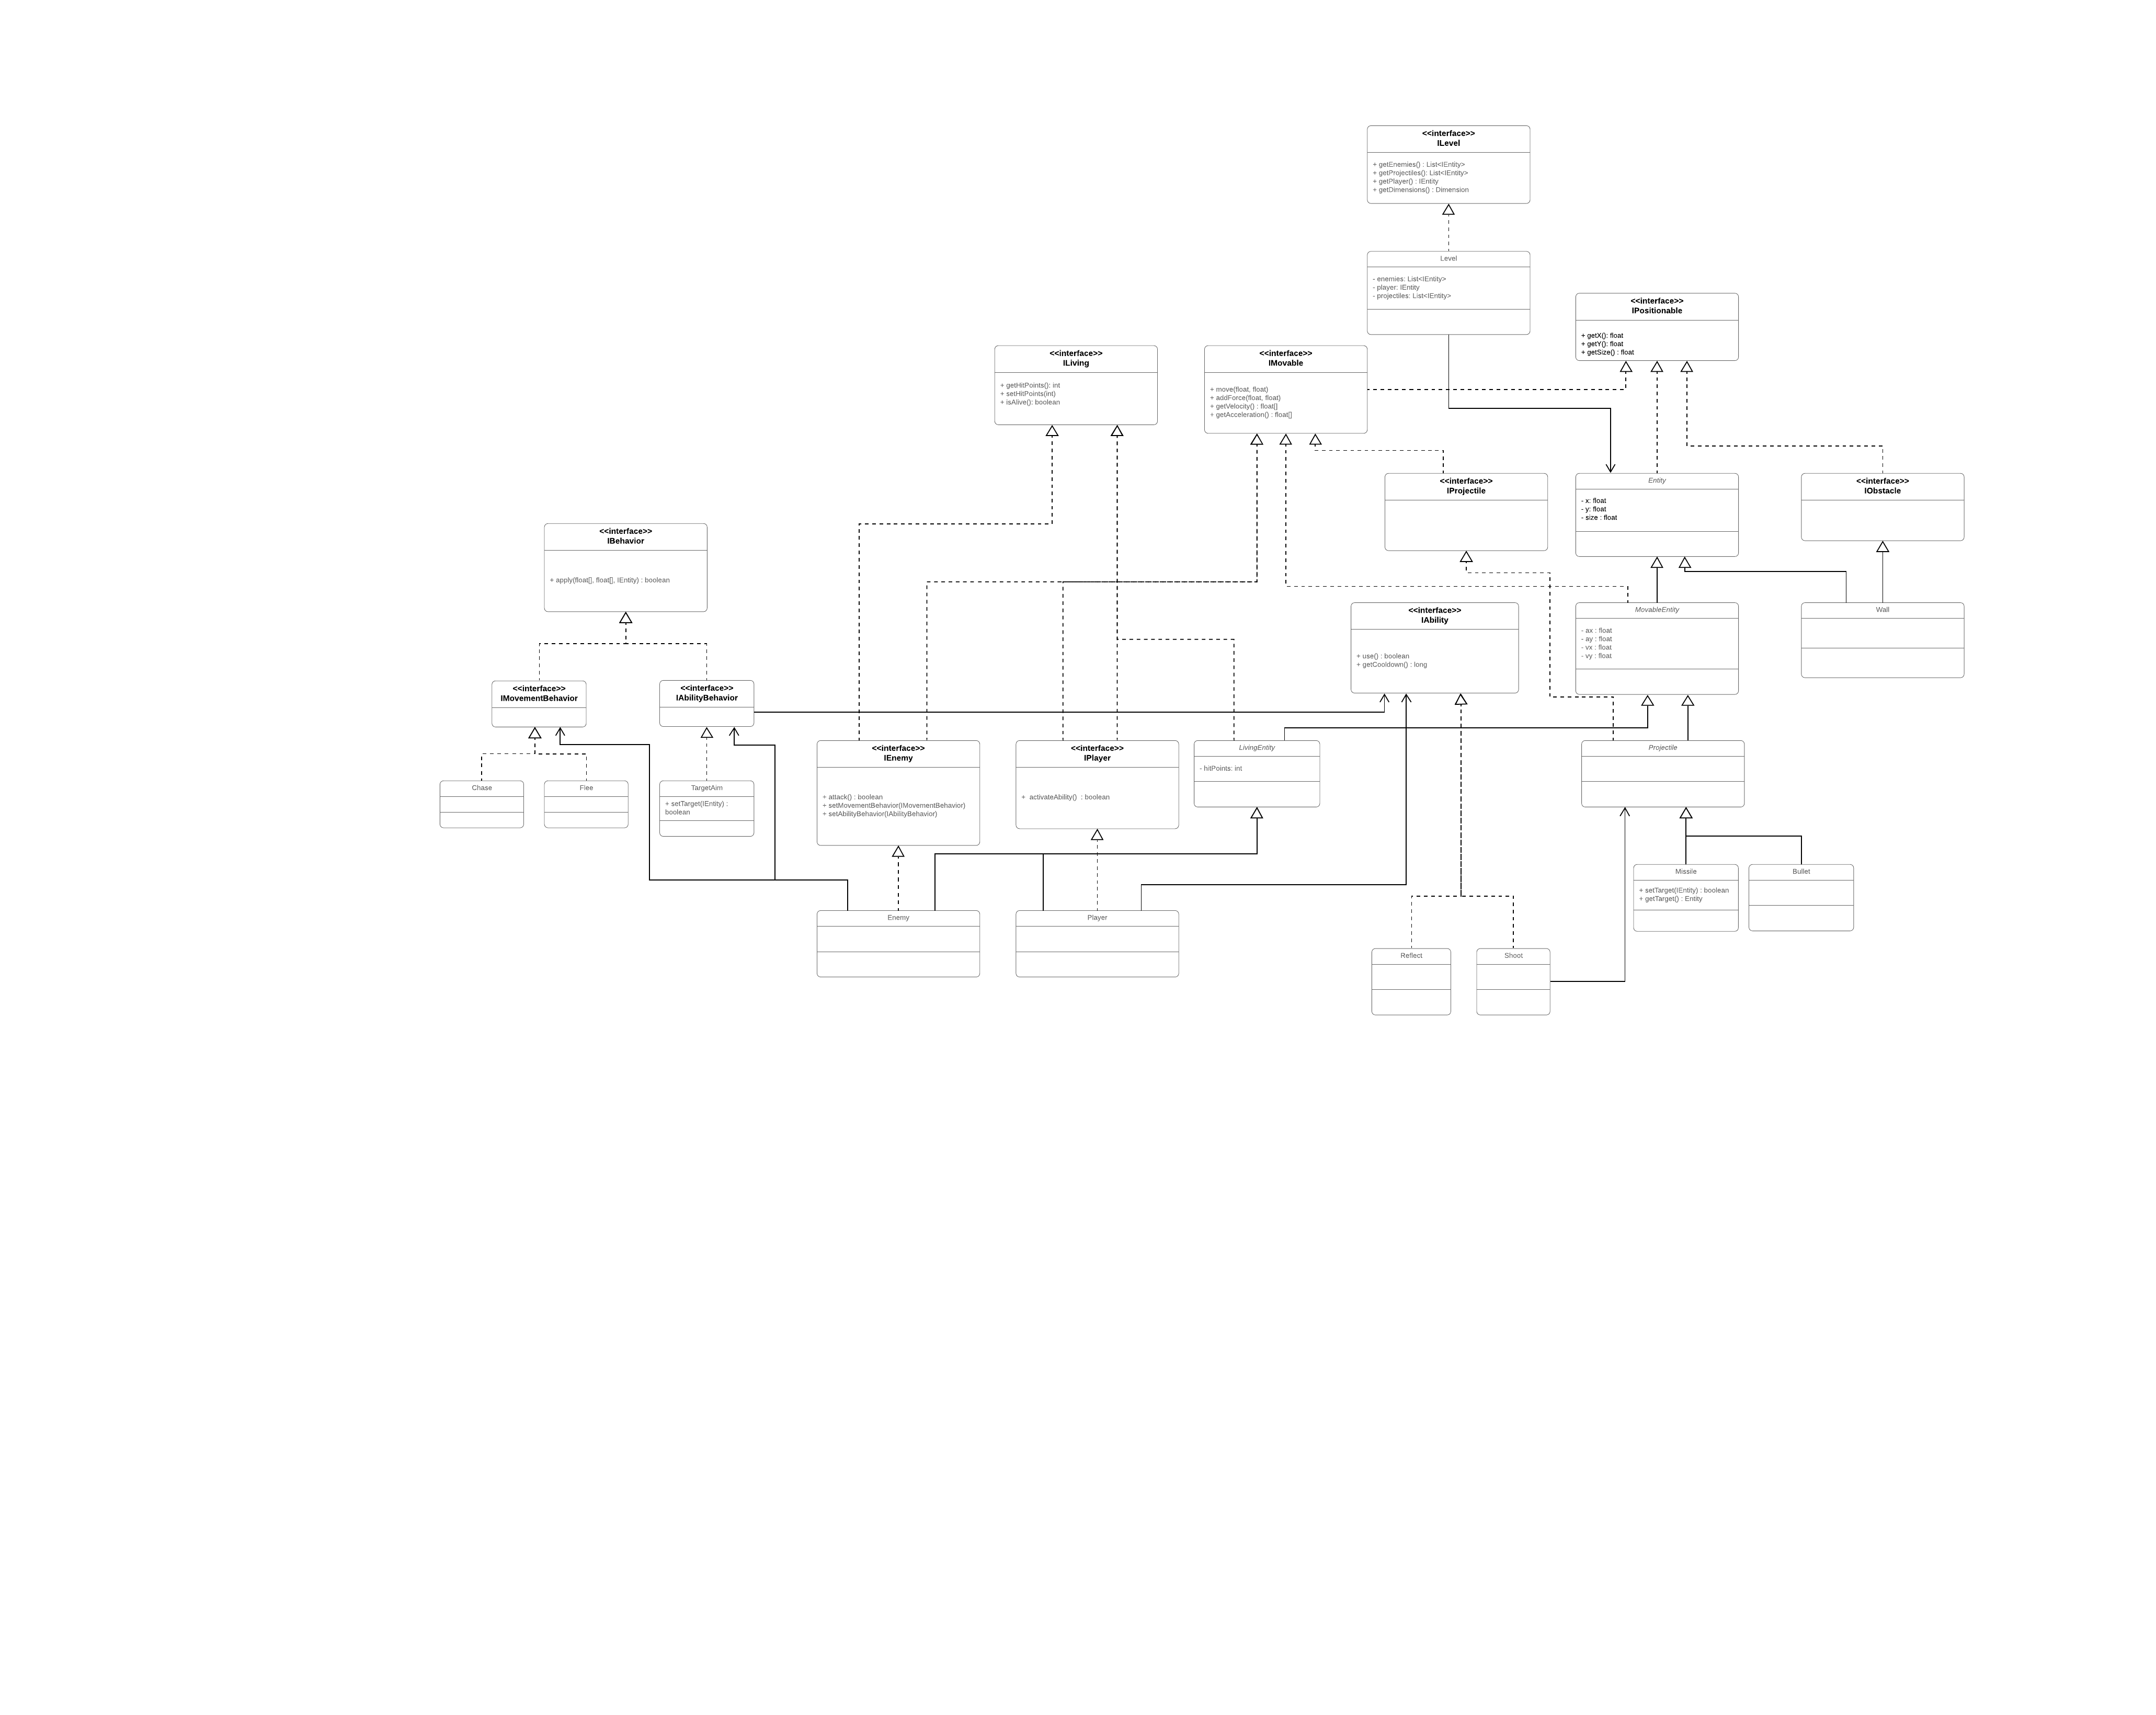 <<interface>>
ILevel
+ getEnemies() : List<IEntity>
+ getProjectiles(): List<IEntity>
+ getPlayer() : IEntity
+ getDimensions() : Dimension
Level
- enemies: List<IEntity>
- player: IEntity
- projectiles: List<IEntity>
<<interface>>
IPositionable
+ getX(): float
+ getY(): float
+ getSize() : float
<<interface>>
ILiving
+ getHitPoints(): int
+ setHitPoints(int)
+ isAlive(): boolean
<<interface>>
IMovable
+ move(float, float)
+ addForce(float, float)
+ getVelocity() : float[]
+ getAcceleration() : float[]
<<interface>>
IProjectile
Entity
- x: float
- y: float
- size : float
<<interface>>
IObstacle
<<interface>>
IBehavior
+ apply(float[], float[], IEntity) : boolean
<<interface>>
IAbility
+ use() : boolean
+ getCooldown() : long
MovableEntity
- ax : float
- ay : float
- vx : float
- vy : float
Wall
<<interface>>
IMovementBehavior
<<interface>>
IAbilityBehavior
<<interface>>
IEnemy
+ attack() : boolean
+ setMovementBehavior(IMovementBehavior)
+ setAbilityBehavior(IAbilityBehavior)
<<interface>>
IPlayer
+  activateAbility()  : boolean
LivingEntity
- hitPoints: int
Projectile
Chase
Flee
TargetAim
+ setTarget(IEntity) :
boolean
Missile
+ setTarget(IEntity) : boolean
+ getTarget() : Entity
Bullet
Enemy
Player
Reflect
Shoot